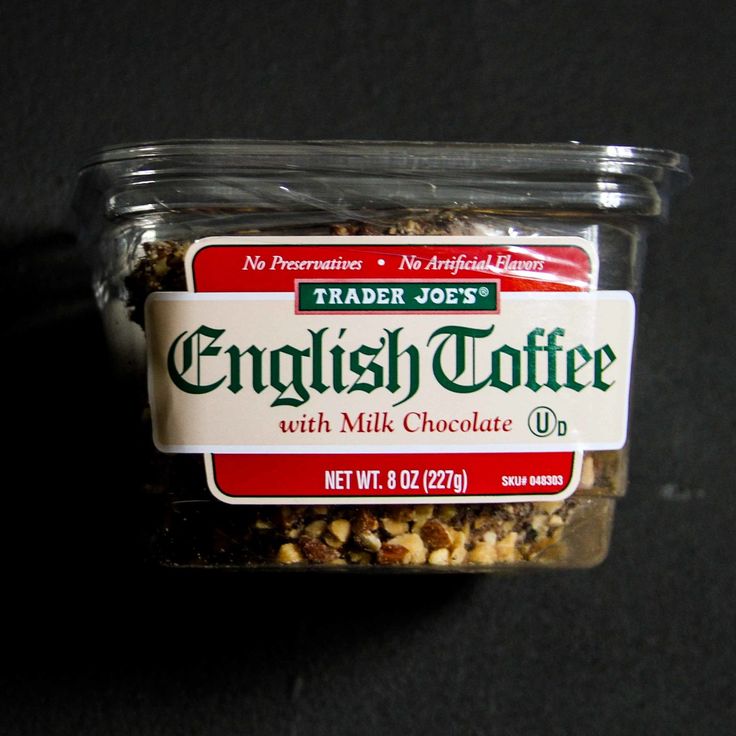 No Preservatives • No Artificial Flavors
TRADER JOE'S®
English Toffee
with Milk Chocolate U D
NET WT. 8 OZ (227g) SKU# 048303